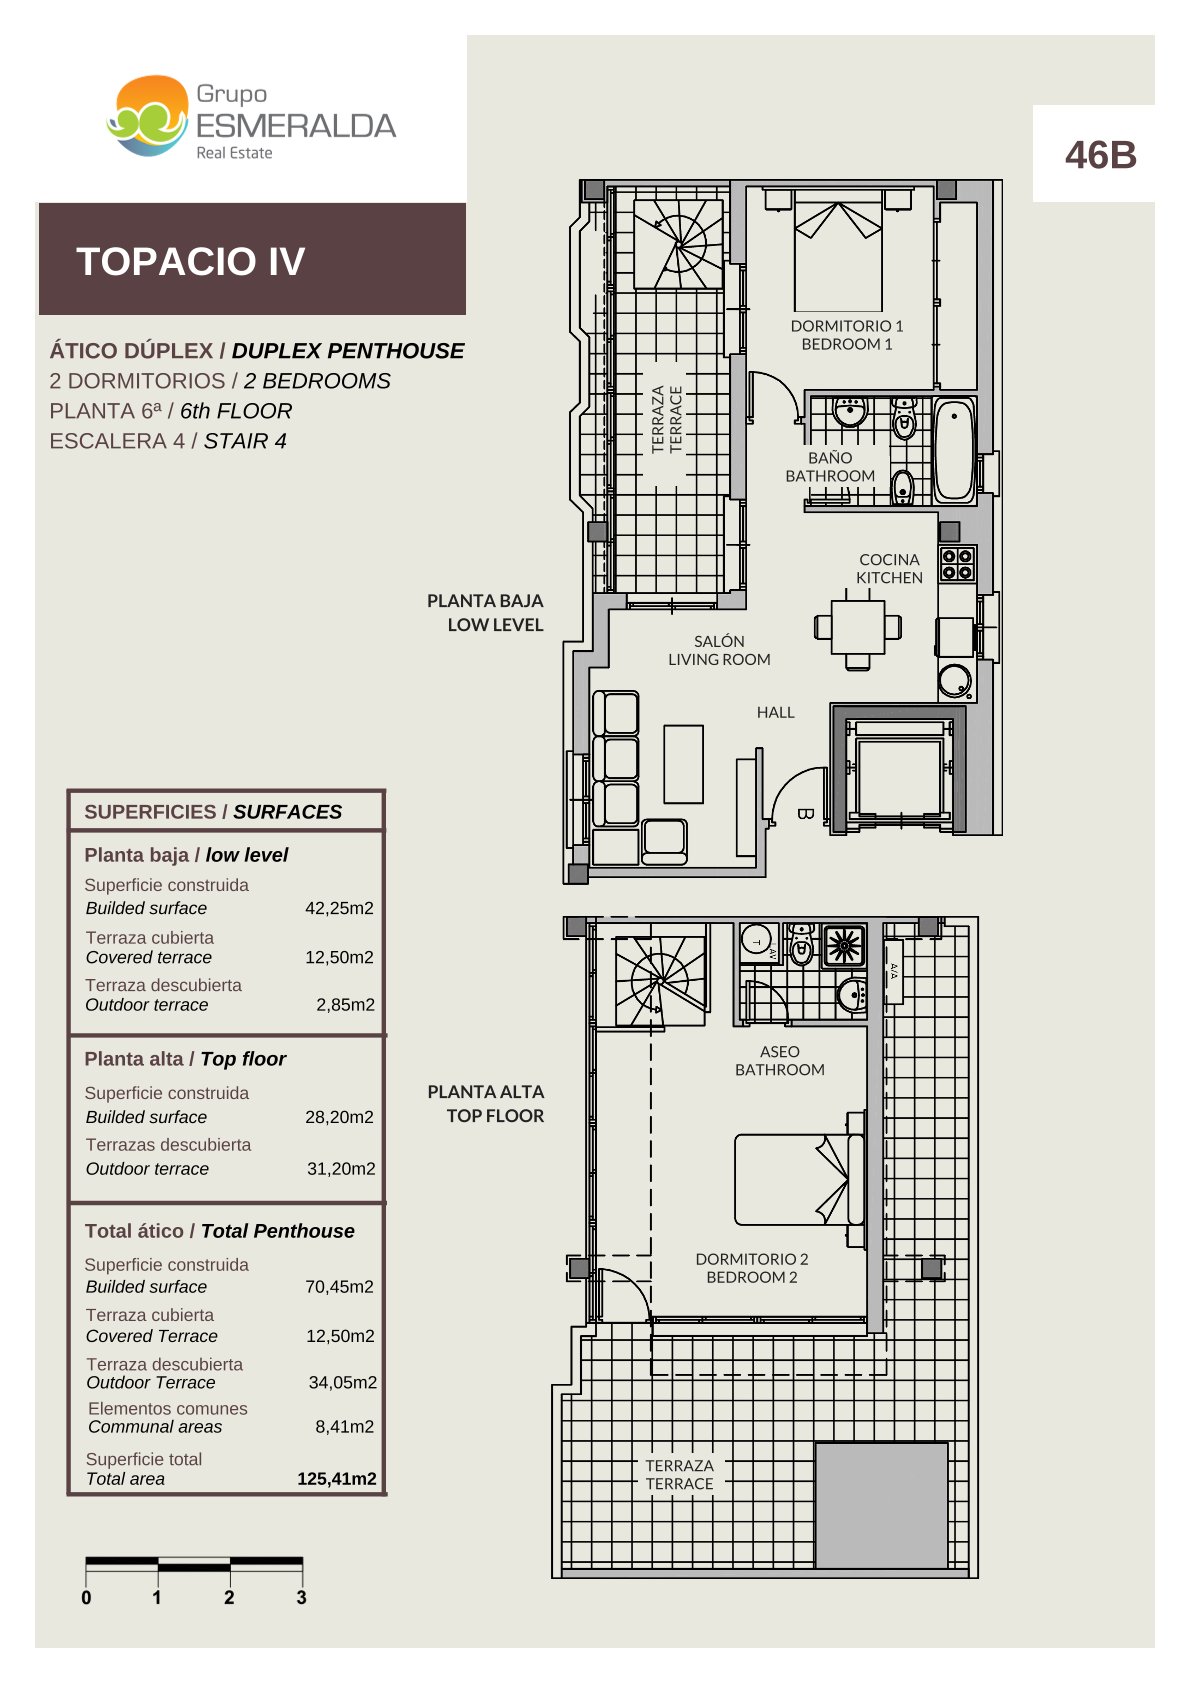 Grupo
ESMERALDA
Real Estate
46B
TOPACIO IV
ÁTICO DÚPLEX / DUPLEX PENTHOUSE
2 DORMITORIOS / 2 BEDROOMS
PLANTA 6ª / 6th FLOOR
ESCALERA 4 / STAIR 4
DORMITORIO 1
BEDROOM 1
TERRAZA
TERRACE
BAÑO
BATHROOM
COCINA
KITCHEN
PLANTA BAJA
LOW LEVEL
SALÓN
LIVING ROOM
HALL
B
SUPERFICIES / SURFACES
Planta baja / low level
Superficie construida
Builded surface 42,25m2
Terraza cubierta
Covered terrace 12,50m2
Terraza descubierta
Outdoor terrace 2,85m2
Planta alta / Top floor
Superficie construida
Builded surface 28,20m2
Terrazas descubierta
Outdoor terrace 31,20m2
Total ático / Total Penthouse
Superficie construida
Builded surface 70,45m2
Terraza cubierta
Covered Terrace 12,50m2
Terraza descubierta
Outdoor Terrace 34,05m2
Elementos comunes
Communal areas 8,41m2
Superficie total
Total area 125,41m2
T
LAV
A/A
ASEO
BATHROOM
PLANTA ALTA
TOP FLOOR
DORMITORIO 2
BEDROOM 2
TERRAZA
TERRACE
0 1 2 3